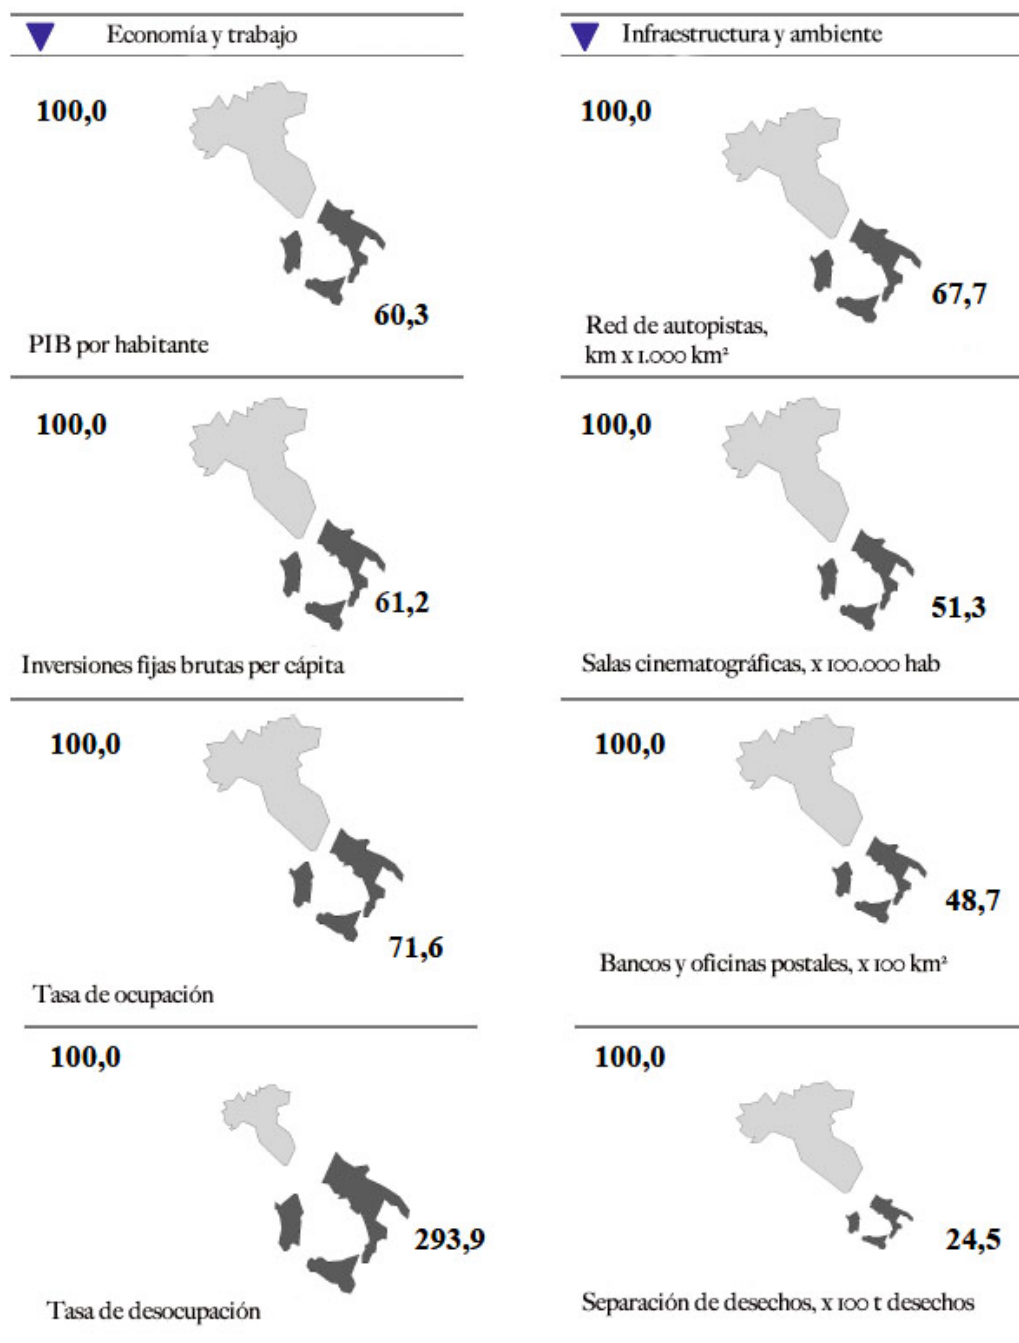 Economía y trabajo
100,0
60,3
PIB por habitante
100,0
61,2
Inversiones fijas brutas per cápita
100,0
71,6
Tasa de ocupación
100,0
293,9
Tasa de desocupación
Infraestructura y ambiente
100,0
67,7
Red de autopistas,
km x 1.000 km²
100,0
51,3
Salas cinematográficas, x 100.000 hab
100,0
48,7
Bancos y oficinas postales, x 100 km²
100,0
24,5
Separación de desechos, x 100 t desechos